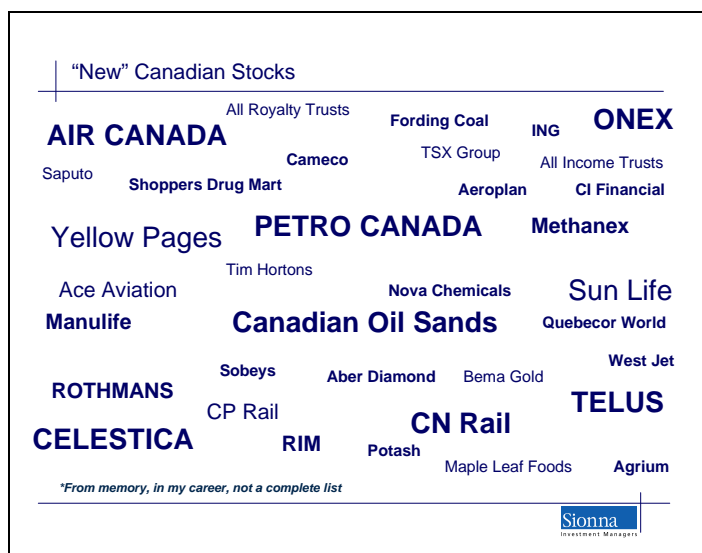 “New” Canadian Stocks
AIR CANADA
All Royalty Trusts
Fording Coal
ING
ONEX
Saputo
Shoppers Drug Mart
Cameco
TSX Group
All Income Trusts
Aeroplan
CI Financial
Yellow Pages
PETRO CANADA
Methanex
Ace Aviation
Tim Hortons
Nova Chemicals
Sun Life
Manulife
Canadian Oil Sands
Quebecor World
West Jet
ROTHMANS
Sobeys
Aber Diamond
Bema Gold
TELUS
CELESTICA
CP Rail
RIM
CN Rail
Potash
Maple Leaf Foods
Agrium
*From memory, in my career, not a complete list
Sionna
Investment Managers